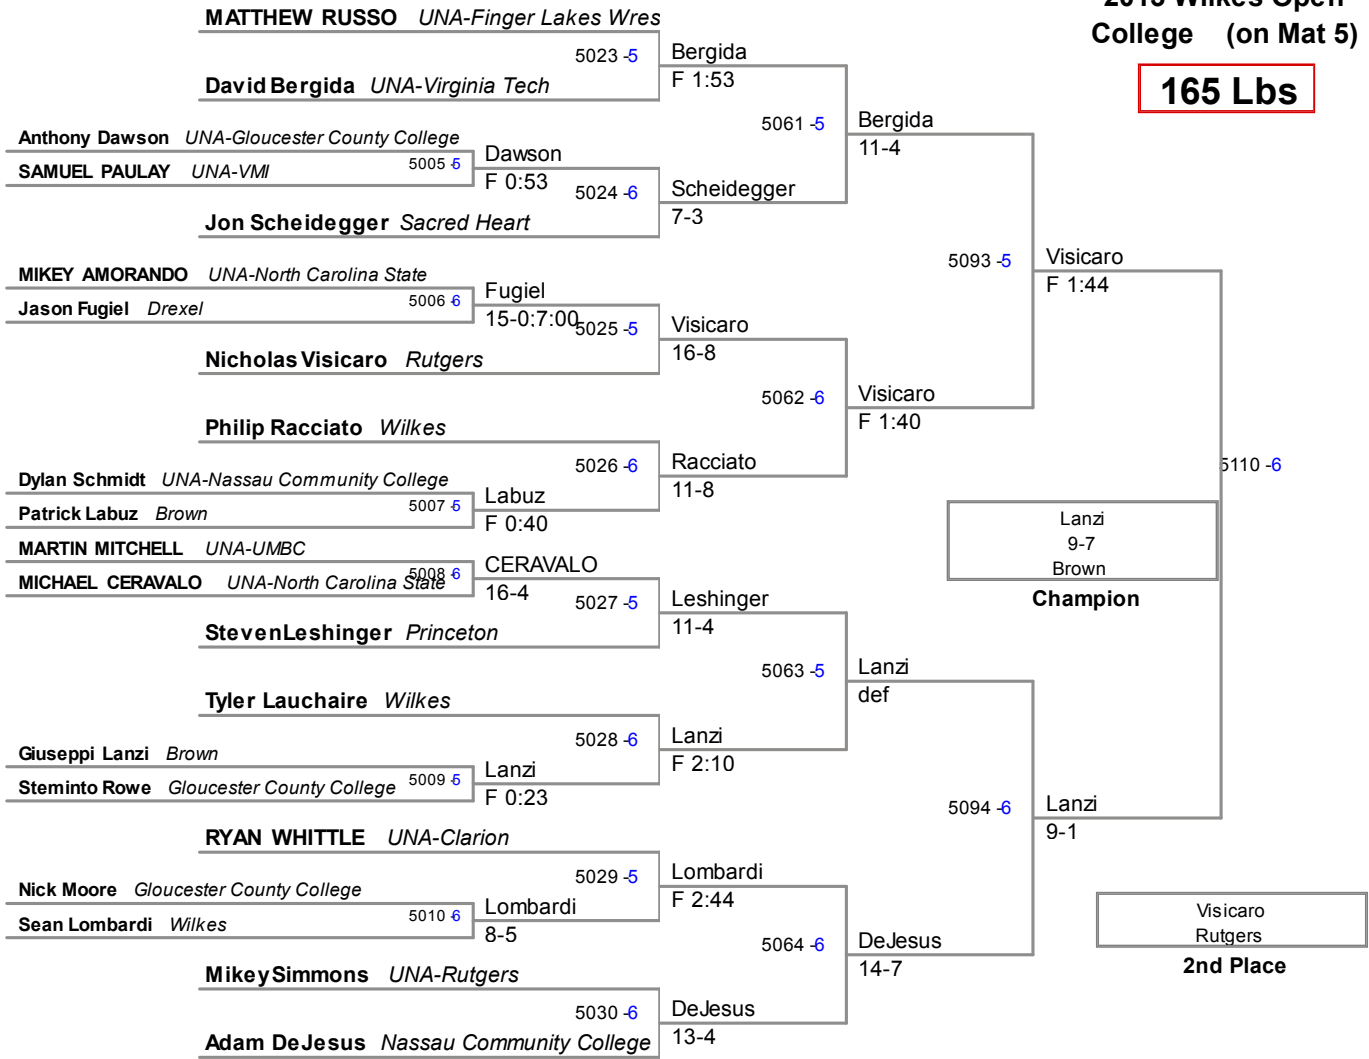 MATTHEW RUSSO UNA-Finger Lakes Wres
2013 Wilkes Open
College (on Mat 5)
165 Lbs
5023 -5
Bergida
F 1:53
David Bergida UNA-Virginia Tech
5061 -5
Bergida
11-4
Anthony Dawson UNA-Gloucester County College
5005 -5
Dawson
F 0:53
SAMUEL PAULAY UNA-VMI
5024 -6
Scheidegger
7-3
Jon Scheidegger Sacred Heart
5093 -5
Visicaro
F 1:44
MIKEY AMORANDO UNA-North Carolina State
5006 -6
Fugiel
15-0;7:00
Jason Fugiel Drexel
5025 -5
Visicaro
16-8
Nicholas Visicaro Rutgers
5062 -6
Visicaro
F 1:40
Philip Racciato Wilkes
5026 -6
Racciato
11-8
5110 -6
Dylan Schmidt UNA-Nassau Community College
5007 -5
Labuz
F 0:40
Patrick Labuz Brown
Lanzi
9-7
Brown
Champion
MARTIN MITCHELL UNA-UMBC
5008 -6
CERAVALO
16-4
MICHAEL CERAVALO UNA-North Carolina State
5027 -5
Leshinger
11-4
StevenLeshinger Princeton
5063 -5
Lanzi
def
Tyler Lauchaire Wilkes
5028 -6
Lanzi
F 2:10
Giuseppi Lanzi Brown
5009 -5
Lanzi
F 0:23
Steminto Rowe Gloucester County College
5094 -6
Lanzi
9-1
RYAN WHITTLE UNA-Clarion
5029 -5
Lombardi
F 2:44
Nick Moore Gloucester County College
5010 -6
Lombardi
8-5
Sean Lombardi Wilkes
5064 -6
DeJesus
14-7
Visicaro
Rutgers
2nd Place
MikeySimmons UNA-Rutgers
5030 -6
DeJesus
13-4
Adam DeJesus Nassau Community College